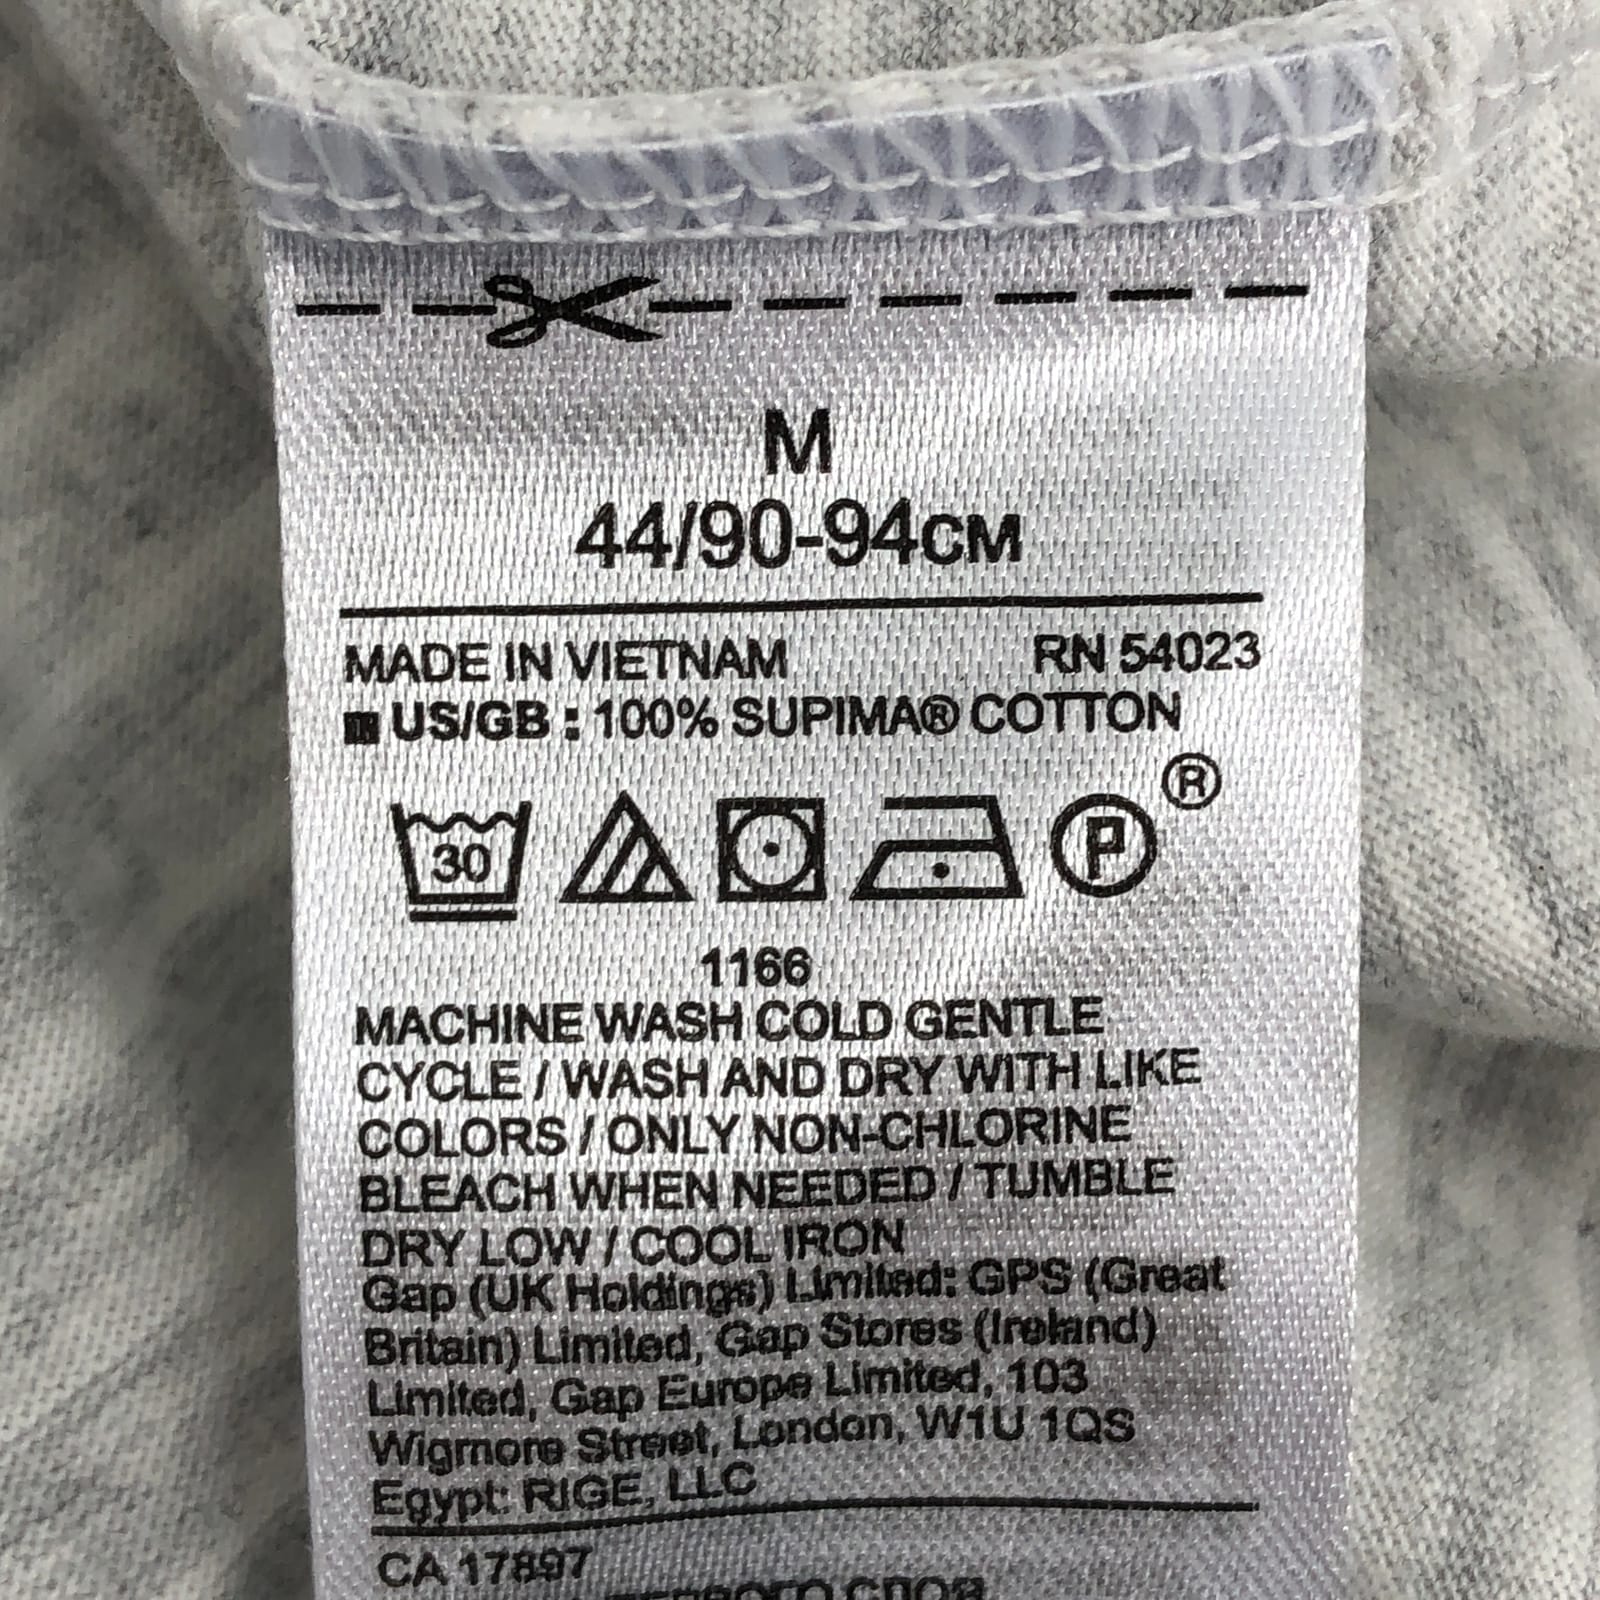 M
44/90-94см
MADE IN VIETNAM RN 54023
US/GB : 100% SUPIMA® COTTON
30 P ®
1166
MACHINE WASH COLD GENTLE
CYCLE / WASH AND DRY WITH LIKE
COLORS / ONLY NON-CHLORINE
BLEACH WHEN NEEDED / TUMBLE
DRY LOW / COOL IRON
Gap (UK Holdings) Limited: GPS (Great
Britain) Limited, Gap Stores (Ireland)
Limited, Gap Europe Limited, 103
Wigmore Street, London, W1U 1QS
Egypt: RIGE, LLC
CA 17897